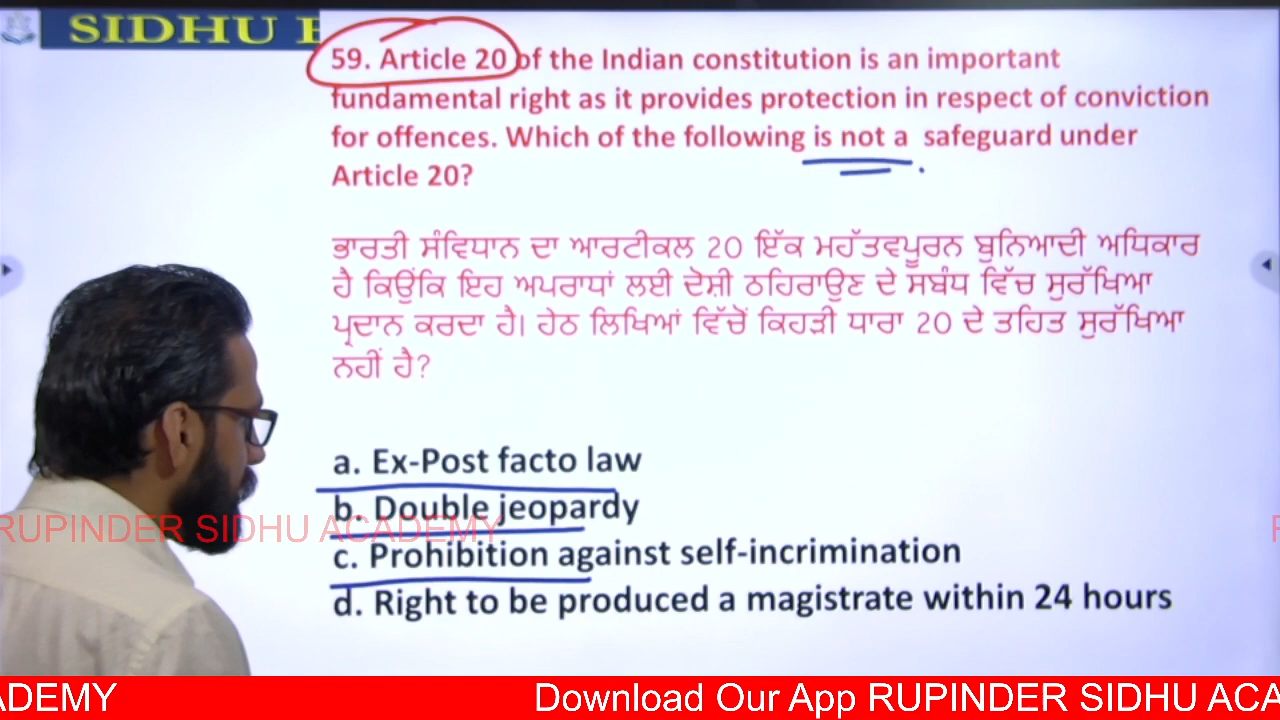 SIDHU
59. Article 20 of the Indian constitution is an important
fundamental right as it provides protection in respect of conviction
for offences. Which of the following is not a safeguard under
Article 20?
ਭਾਰਤੀ ਸੰਵਿਧਾਨ ਦਾ ਆਰਟੀਕਲ 20 ਇੱਕ ਮਹੱਤਵਪੂਰਨ ਬੁਨਿਆਦੀ ਅਧਿਕਾਰ
ਹੈ ਕਿਉਂਕਿ ਇਹ ਅਪਰਾਧਾਂ ਲਈ ਦੋਸ਼ੀ ਠਹਿਰਾਉਣ ਦੇ ਸਬੰਧ ਵਿੱਚ ਸੁਰੱਖਿਆ
ਪ੍ਰਦਾਨ ਕਰਦਾ ਹੈ। ਹੇਠ ਲਿਖਿਆਂ ਵਿੱਚੋਂ ਕਿਹੜੀ ਧਾਰਾ 20 ਦੇ ਤਹਿਤ ਸੁਰੱਖਿਆ
ਨਹੀਂ ਹੈ?
a. Ex-Post facto law
b. Double jeopardy
RUPINDER SIDHU ACADEMY
c. Prohibition against self-incrimination
d. Right to be produced a magistrate within 24 hours
ADEMY Download Our App RUPINDER SIDHU ACA